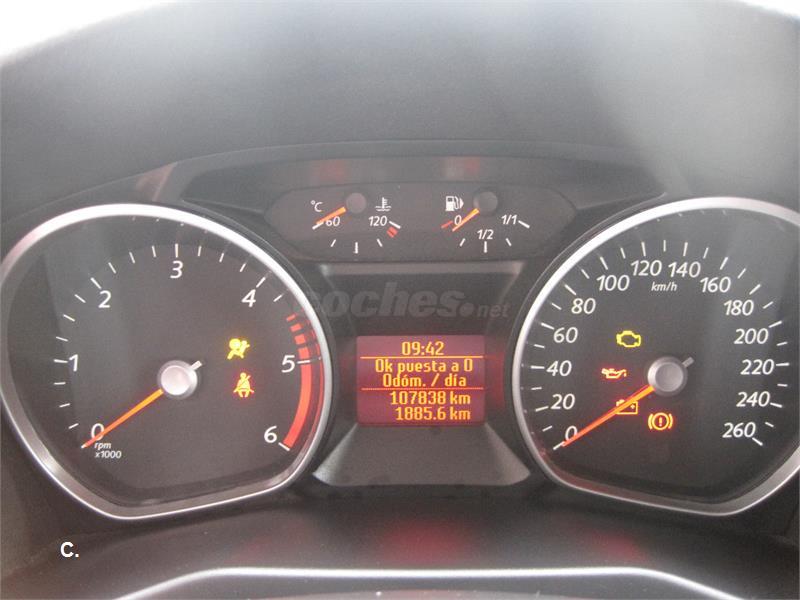 °C
60
120
0
1/2
1/1
coches.net
0
1
2
3
4
5
6
rpm
x1000
09:42
Ok puesta a 0
Odóm. / día
107838 km
1885.6 km
0
20
40
60
80
100
120
140
160
180
200
220
240
260
km/h
C.